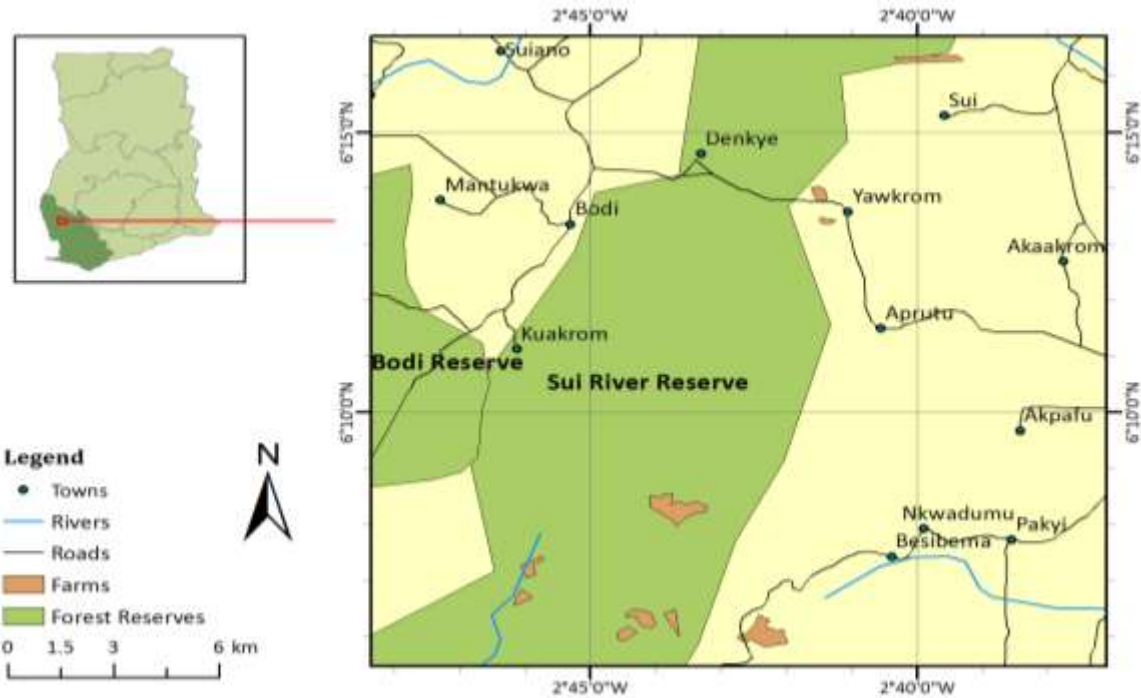 2°45'0"W
2°40'0"W
Suiano
Sui
6°15'0"N
6°15'0"N
Denkye
Mantukwa
Yawkrom
Bodi
Akaakrom
Aprutu
Kuakrom
Bodi Reserve
Sui River Reserve
6°10'0"N
6°10'0"N
Akpafu
Legend
N
Towns
Nkwadumu
Pakyi
Rivers
Besibema
Roads
Farms
Forest Reserves
0 1.5 3 6 km
2°45'0"W
2°40'0"W